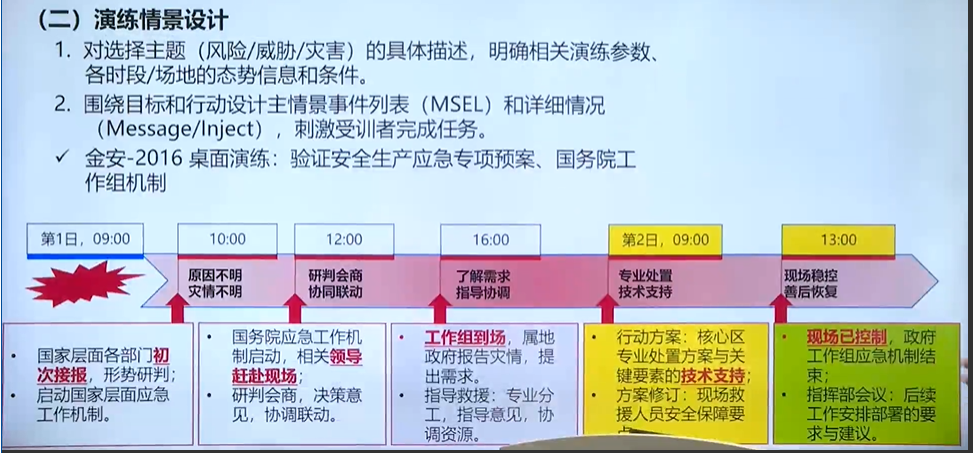 （二）演练情景设计
1. 对选择主题（风险/威胁/灾害）的具体描述，明确相关演练参数、
各时段/场地的态势信息和条件。
2. 围绕目标和行动设计主情景事件列表（MSEL）和详细情况
（Message/Inject），刺激受训者完成任务。
✓ 金安-2016 桌面演练：验证安全生产应急专项预案、国务院工
作组机制
第1日，09:00
10:00
12:00
16:00
第2日，09:00
13:00
原因不明
灾情不明
研判会商
协同联动
了解需求
指导协调
专业处置
技术支持
现场稳控
善后恢复
• 国家层面各部门初
次接报，形势研判；
• 启动国家层面应急
工作机制。
• 国务院应急工作机
制启动，相关领导
赶赴现场；
• 研判会商，决策意
见，协调联动。
• 工作组到场，属地
政府报告灾情，提
出需求。
• 指导救援：专业分
工，指导意见，协
调资源。
• 行动方案：核心区
专业处置方案与关
键要素的技术支持；
• 方案修订：现场救
援人员安全保障要
• 现场已控制，政府
工作组应急机制结
束；
• 指挥部会议：后续
工作安排部署的要
求与建议。